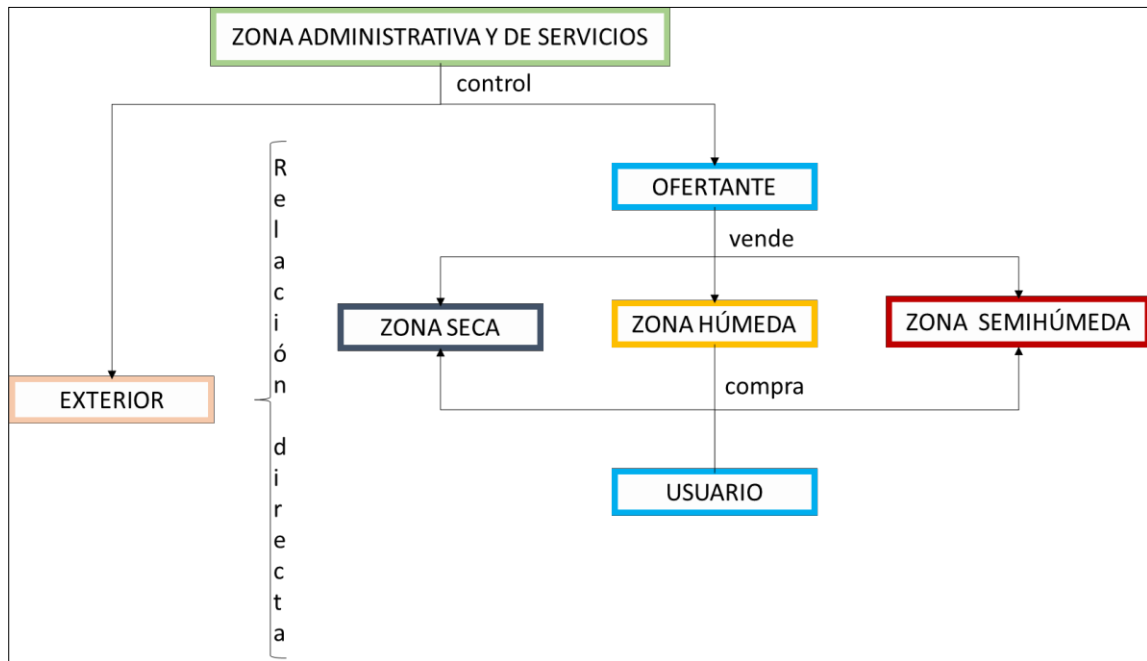 ZONA ADMINISTRATIVA Y DE SERVICIOS
control
Relación directa
OFERTANTE
vende
ZONA SECA
ZONA HÚMEDA
ZONA SEMIHÚMEDA
EXTERIOR
compra
USUARIO